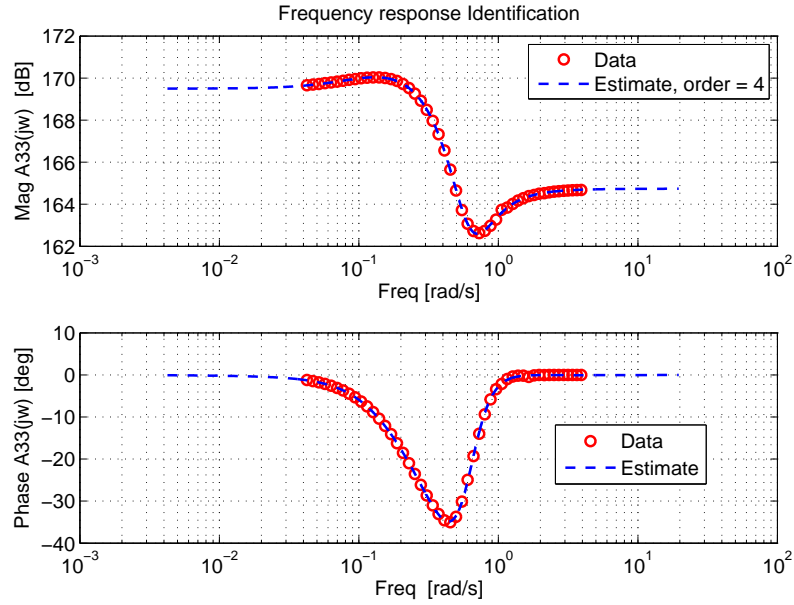 Frequency response Identification
172
170
168
166
164
162
Mag A33(jw) [dB]
Data
Estimate, order = 4
10^-3
10^-2
10^-1
10^0
10^1
10^2
Freq [rad/s]
10
0
−10
−20
−30
−40
Phase A33(jw) [deg]
Data
Estimate
10^-3
10^-2
10^-1
10^0
10^1
10^2
Freq [rad/s]